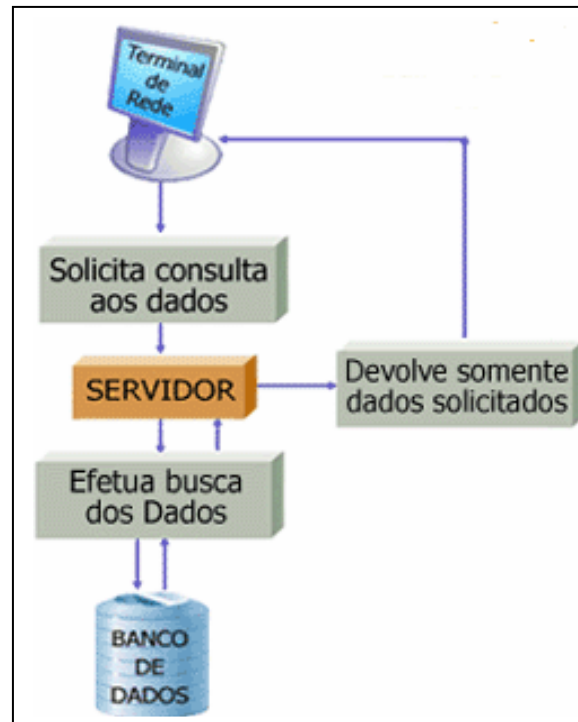 Terminal
de
Rede
Solicita consulta
aos dados
SERVIDOR
Devolve somente
dados solicitados
Efetua busca
dos Dados
BANCO
DE
DADOS